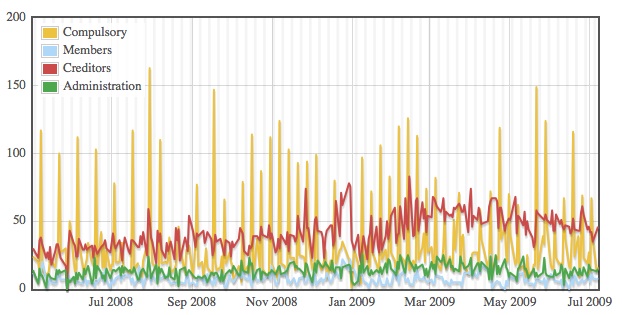 200
Compulsory
Members
Creditors
150
Administration
100
50
0
Jul 2008 Sep 2008 Nov 2008 Jan 2009 Mar 2009 May 2009 Jul 2009